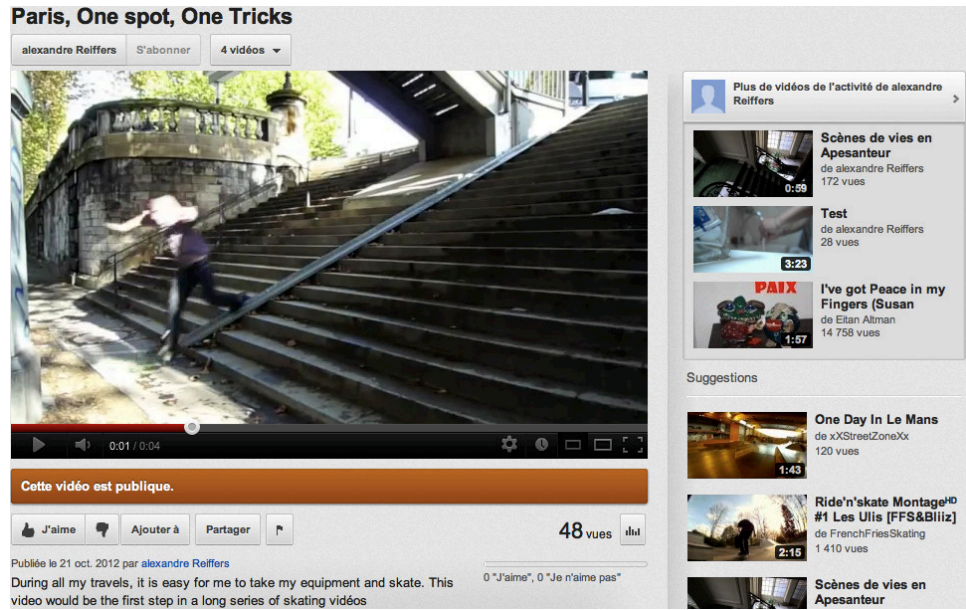 Paris, One spot, One Tricks
alexandre Reiffers
S'abonner
4 vidéos
0:01 / 0:04
Cette vidéo est publique.
J'aime
Ajouter à
Partager
48 vues
Publiée le 21 oct. 2012 par alexandre Reiffers
0 "J'aime", 0 "Je n'aime pas"
During all my travels, it is easy for me to take my equipment and skate. This
video would be the first step in a long series of skating vidéos
Plus de vidéos de l'activité de alexandre
Reiffers
Scènes de vies en
Apesanteur
de alexandre Reiffers
172 vues
0:59
Test
de alexandre Reiffers
28 vues
3:23
PAIX
I've got Peace in my
Fingers (Susan
de Eitan Altman
14 758 vues
1:57
Suggestions
One Day In Le Mans
de xXStreetZoneXx
120 vues
1:43
Ride'n'skate Montage HD
#1 Les Ulis [FFS&Bliiz]
de FrenchFriesSkating
1 410 vues
2:15
Scènes de vies en
Apesanteur